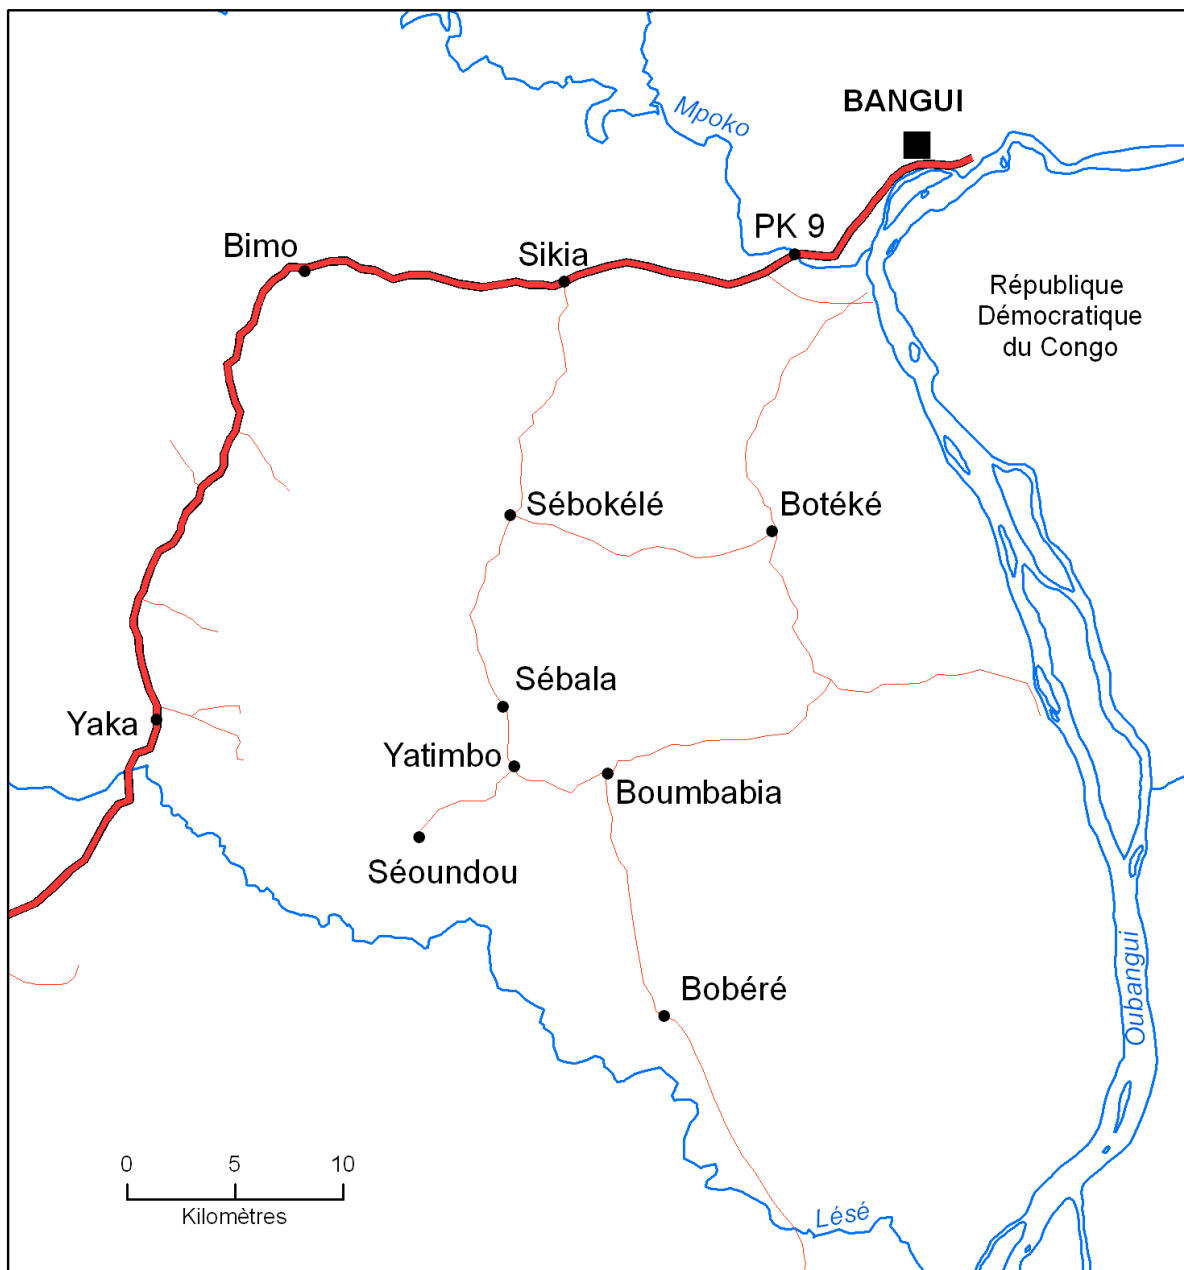 BANGUI
Mpoko
PK 9
Bimo
Sikia
République
Démocratique
du Congo
Sébokélé
Botéké
Sébala
Yaka
Yatimbo
Boumbabia
Séoundou
Oubangui
Bobéré
0 5 10
Kilomètres
Lésé